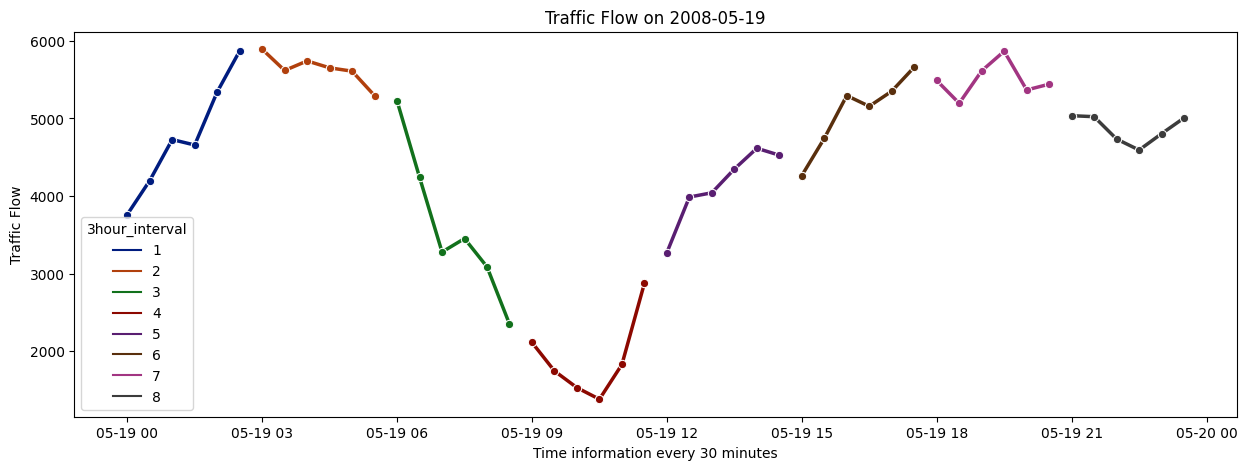 Traffic Flow on 2008-05-19
6000
5000
4000
3000
2000
Traffic Flow
3hour_interval
1
2
3
4
5
6
7
8
05-19 00 05-19 03 05-19 06 05-19 09 05-19 12 05-19 15 05-19 18 05-19 21 05-20 00
Time information every 30 minutes